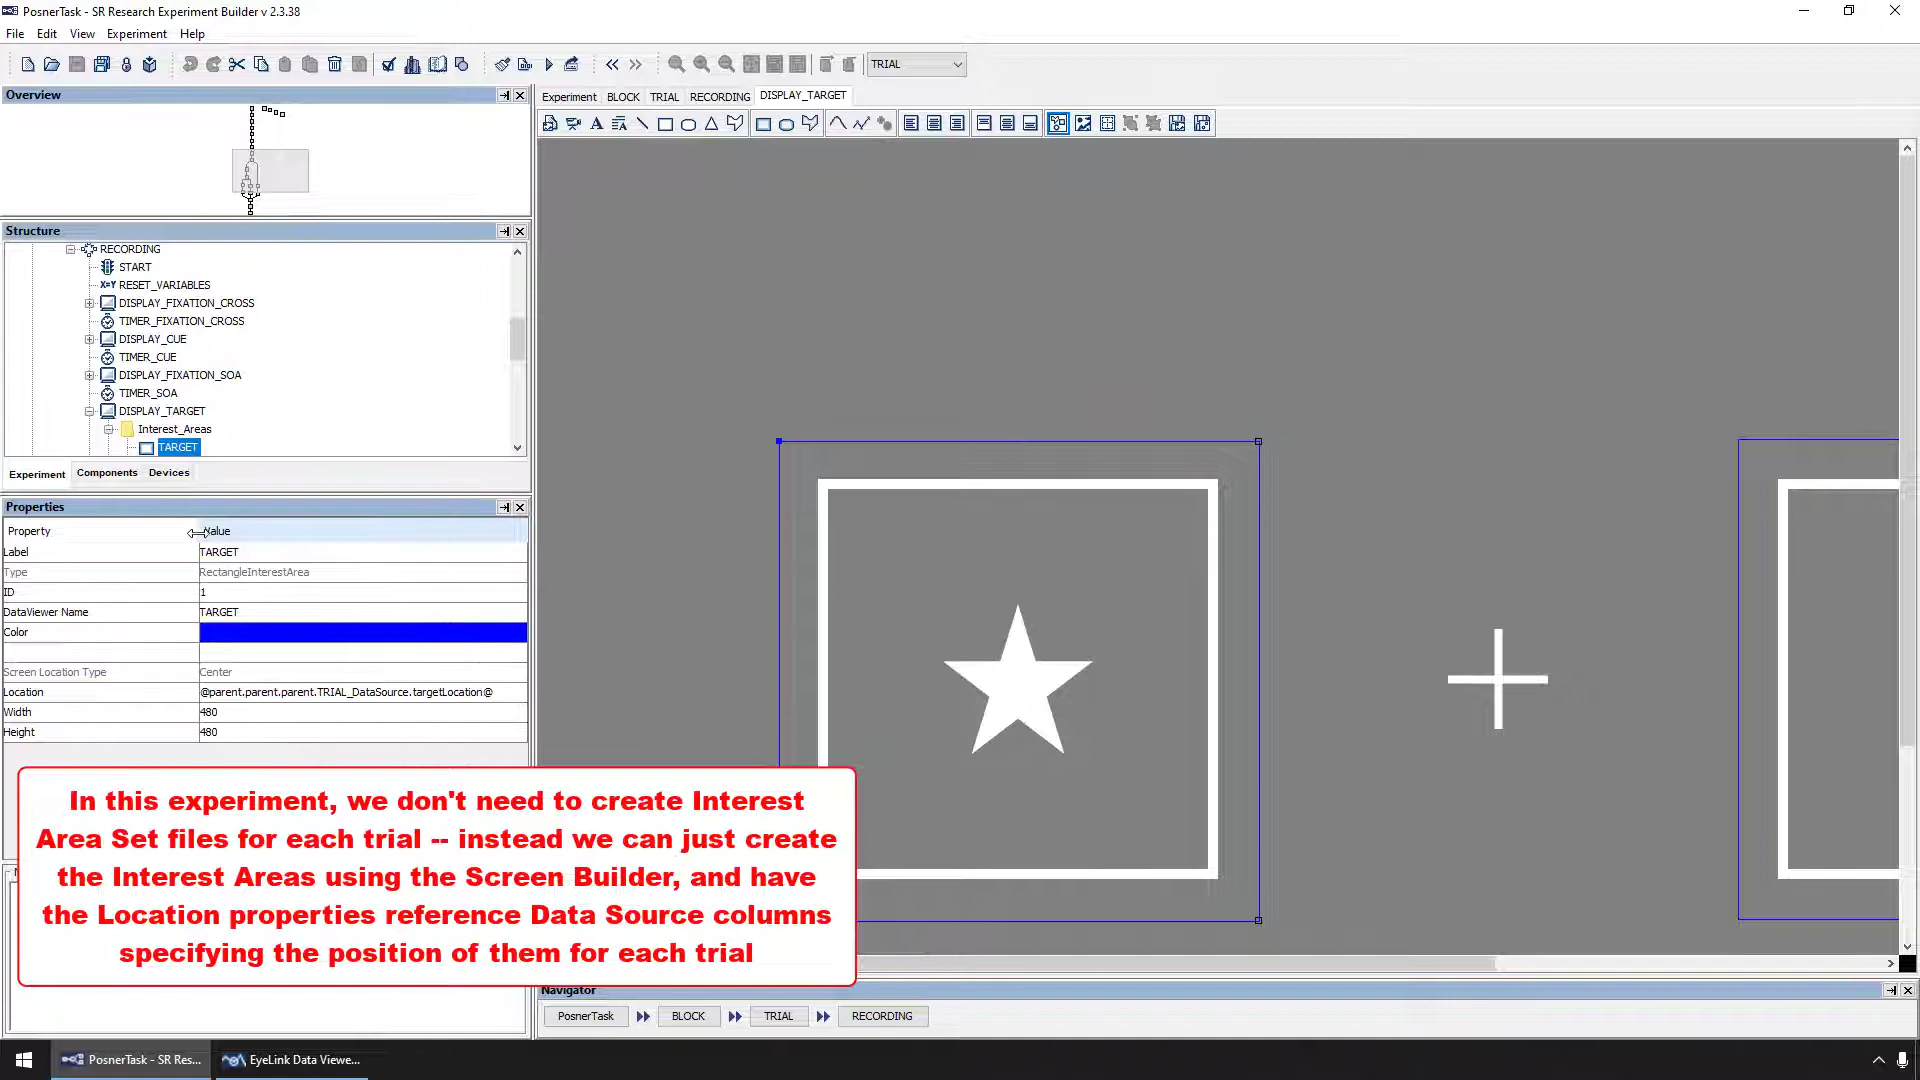 PosnerTask - SR Research Experiment Builder v 2.3.38
File Edit View Experiment Help
TRIAL
Overview
Experiment BLOCK TRIAL RECORDING DISPLAY_TARGET
Structure
RECORDING
START
X=Y RESET_VARIABLES
DISPLAY_FIXATION_CROSS
TIMER_FIXATION_CROSS
DISPLAY_CUE
TIMER_CUE
DISPLAY_FIXATION_SOA
TIMER_SOA
DISPLAY_TARGET
Interest_Areas
TARGET
Experiment Components Devices
Properties
Property Value
Label TARGET
Type RectangleInterestArea
ID 1
DataViewer Name TARGET
Color
Screen Location Type Center
Location @parent.parent.parent.TRIAL_DataSource.targetLocation@
Width 480
Height 480
In this experiment, we don't need to create Interest
Area Set files for each trial -- instead we can just create
the Interest Areas using the Screen Builder, and have
the Location properties reference Data Source columns
specifying the position of them for each trial
Navigator
PosnerTask BLOCK TRIAL RECORDING
PosnerTask - SR Res... EyeLink Data Viewe...